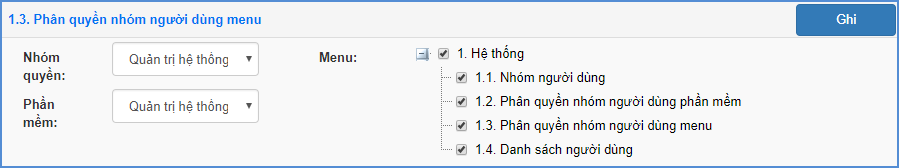 1.3. Phân quyền nhóm người dùng menu
Ghi
Nhóm quyền:
Quản trị hệ thống
Phần mềm:
Quản trị hệ thống
Menu:
1. Hệ thống
1.1. Nhóm người dùng
1.2. Phân quyền nhóm người dùng phần mềm
1.3. Phân quyền nhóm người dùng menu
1.4. Danh sách người dùng